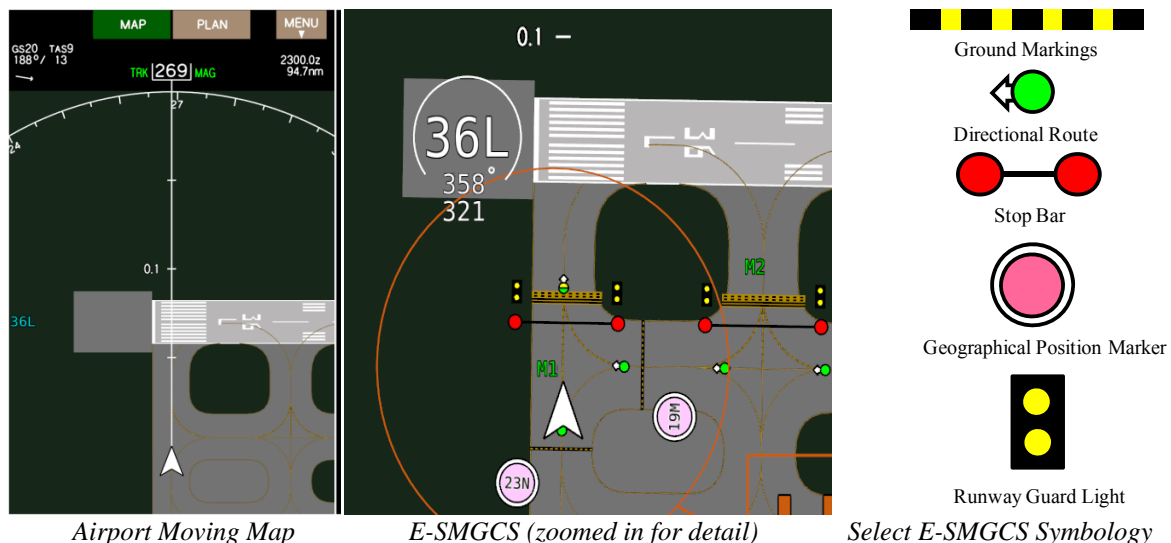 MAP
PLAN
MENU
GS20 TAS9
188°/ 13
TRK 269 MAG
2300.0z
94.7nm
27
24
0.1
36L
36L
Airport Moving Map
0.1
36L
358°
321
36L
M2
M1
19M
23N
E-SMGCS (zoomed in for detail)
Ground Markings
Directional Route
Stop Bar
Geographical Position Marker
Runway Guard Light
Select E-SMGCS Symbology